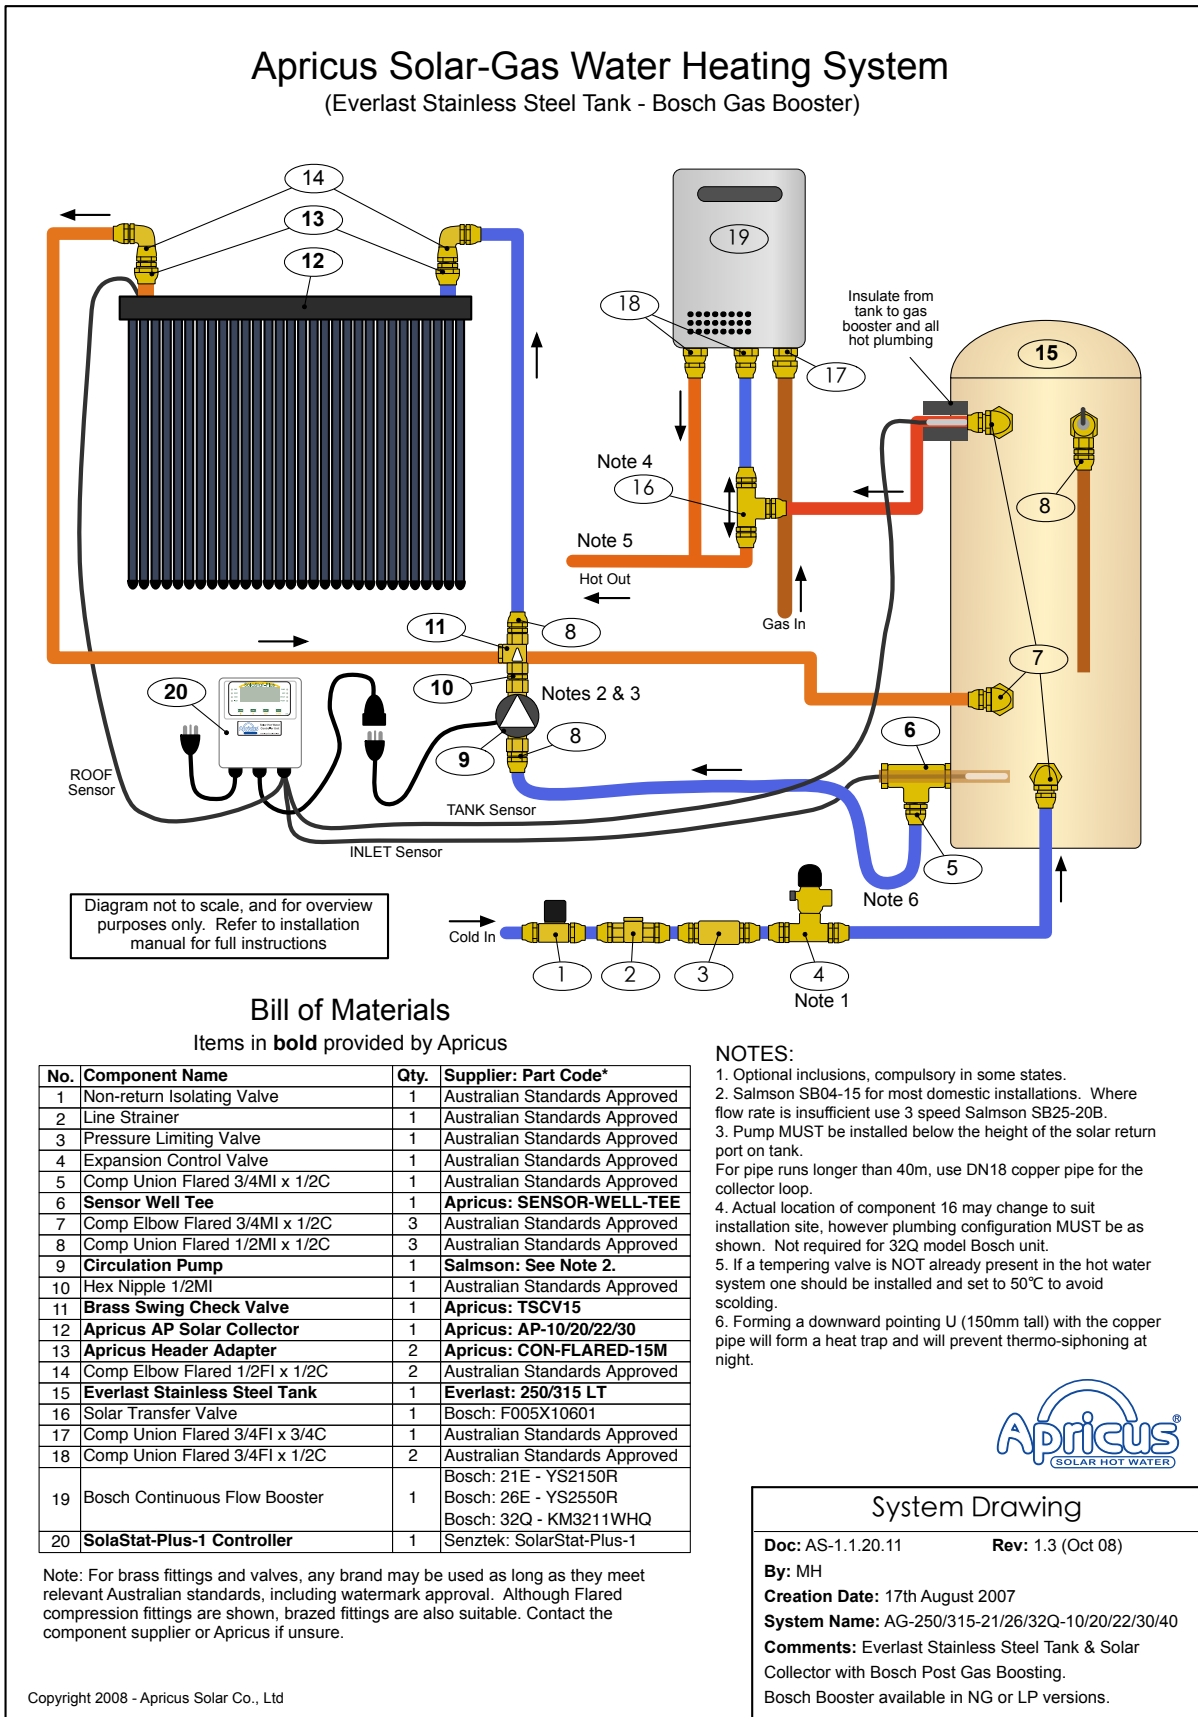 Apricus Solar-Gas Water Heating System
(Everlast Stainless Steel Tank - Bosch Gas Booster)
14
13
12
19
18
17
Insulate from
tank to gas
booster and all
hot plumbing
15
Note 4
16
8
Note 5
Hot Out
Gas In
11
8
7
20
10
Notes 2 & 3
9
8
6
ROOF
Sensor
TANK Sensor
INLET Sensor
5
Note 6
Diagram not to scale, and for overview
purposes only. Refer to installation
manual for full instructions
Cold In
1
2
3
4
Note 1
Bill of Materials
Items in bold provided by Apricus
No. Component Name Qty. Supplier: Part Code*
1 Non-return Isolating Valve 1 Australian Standards Approved
2 Line Strainer 1 Australian Standards Approved
3 Pressure Limiting Valve 1 Australian Standards Approved
4 Expansion Control Valve 1 Australian Standards Approved
5 Comp Union Flared 3/4MI x 1/2C 1 Australian Standards Approved
6 Sensor Well Tee 1 Apricus: SENSOR-WELL-TEE
7 Comp Elbow Flared 3/4MI x 1/2C 3 Australian Standards Approved
8 Comp Union Flared 1/2MI x 1/2C 3 Australian Standards Approved
9 Circulation Pump 1 Salmson: See Note 2.
10 Hex Nipple 1/2MI 1 Australian Standards Approved
11 Brass Swing Check Valve 1 Apricus: TSCV15
12 Apricus AP Solar Collector 1 Apricus: AP-10/20/22/30
13 Apricus Header Adapter 2 Apricus: CON-FLARED-15M
14 Comp Elbow Flared 1/2FI x 1/2C 2 Australian Standards Approved
15 Everlast Stainless Steel Tank 1 Everlast: 250/315 LT
16 Solar Transfer Valve 1 Bosch: F005X10601
17 Comp Union Flared 3/4FI x 3/4C 1 Australian Standards Approved
18 Comp Union Flared 3/4FI x 1/2C 2 Australian Standards Approved
19 Bosch Continuous Flow Booster 1 Bosch: 21E - YS2150R
Bosch: 26E - YS2550R
Bosch: 32Q - KM3211WHQ
20 SolaStat-Plus-1 Controller 1 Senztek: SolarStat-Plus-1
Note: For brass fittings and valves, any brand may be used as long as they meet
relevant Australian standards, including watermark approval. Although Flared
compression fittings are shown, brazed fittings are also suitable. Contact the
component supplier or Apricus if unsure.
Copyright 2008 - Apricus Solar Co., Ltd
NOTES:
1. Optional inclusions, compulsory in some states.
2. Salmson SB04-15 for most domestic installations. Where
flow rate is insufficient use 3 speed Salmson SB25-20B.
3. Pump MUST be installed below the height of the solar return
port on tank.
For pipe runs longer than 40m, use DN18 copper pipe for the
collector loop.
4. Actual location of component 16 may change to suit
installation site, however plumbing configuration MUST be as
shown. Not required for 32Q model Bosch unit.
5. If a tempering valve is NOT already present in the hot water
system one should be installed and set to 50℃ to avoid
scolding.
6. Forming a downward pointing U (150mm tall) with the copper
pipe will form a heat trap and will prevent thermo-siphoning at
night.
Apricus®
SOLAR HOT WATER
System Drawing
Doc: AS-1.1.20.11 Rev: 1.3 (Oct 08)
By: MH
Creation Date: 17th August 2007
System Name: AG-250/315-21/26/32Q-10/20/22/30/40
Comments: Everlast Stainless Steel Tank & Solar
Collector with Bosch Post Gas Boosting.
Bosch Booster available in NG or LP versions.